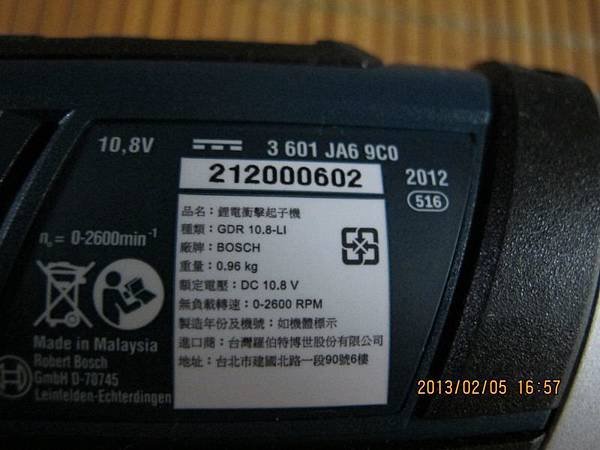 10,8V
3 601 JA6 9C0
212000602
2012
516
品名：鋰電衝擊起子機
種類：GDR 10.8-LI
廠牌：BOSCH
重量：0.96 kg
額定電壓：DC 10.8 V
無負載轉速：0-2600 RPM
製造年份及機號：如機體標示
進口商：台灣羅伯特博世股份有限公司
地址：台北市建國北路一段90號6樓
n₀ = 0-2600min⁻¹
Made in Malaysia
Robert Bosch
GmbH D-70745
Leinfelden-Echterdingen
2013/02/05 16:57